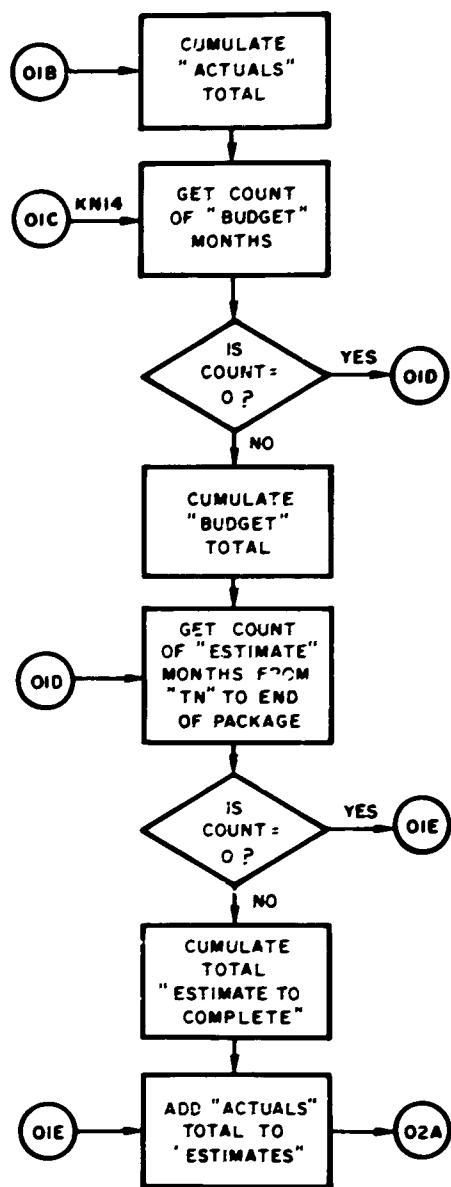 CUMULATE
"ACTUALS"
TOTAL
01B
GET COUNT
OF "BUDGET"
MONTHS
01C
KN14
IS
COUNT =
0 ?
YES
01D
NO
CUMULATE
"BUDGET"
TOTAL
GET COUNT
OF "ESTIMATE"
MONTHS FROM
"TN" TO END
OF PACKAGE
01D
IS
COUNT =
0 ?
YES
01E
NO
CUMULATE
TOTAL
"ESTIMATE TO
COMPLETE"
01E
ADD "ACTUALS"
TOTAL TO
'ESTIMATES"
02A